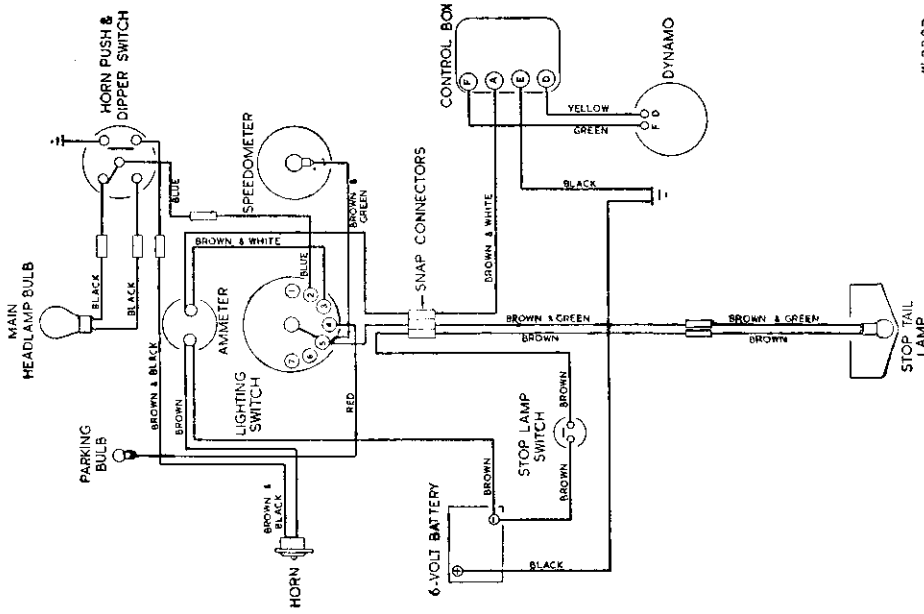 MAIN
HEADLAMP BULB
HORN PUSH &
DIPPER SWITCH
BLACK
BLACK
BLUE
PARKING
BULB
BROWN & BLACK
BROWN
AMMETER
BROWN & WHITE
SPEEDOMETER
BROWN &
GREEN
LIGHTING
SWITCH
BLUE
1
2
3
4
5
6
7
RED
HORN
BROWN &
BLACK
CONTROL BOX
F
A
E
D
YELLOW
GREEN
D
F
DYNAMO
SNAP CONNECTORS
BROWN & WHITE
BLACK
6-VOLT BATTERY
+
-
BROWN
BROWN
STOP LAMP
SWITCH
BROWN
BLACK
BROWN & GREEN
BROWN
BROWN & GREEN
BROWN
STOP TAIL
LAMP